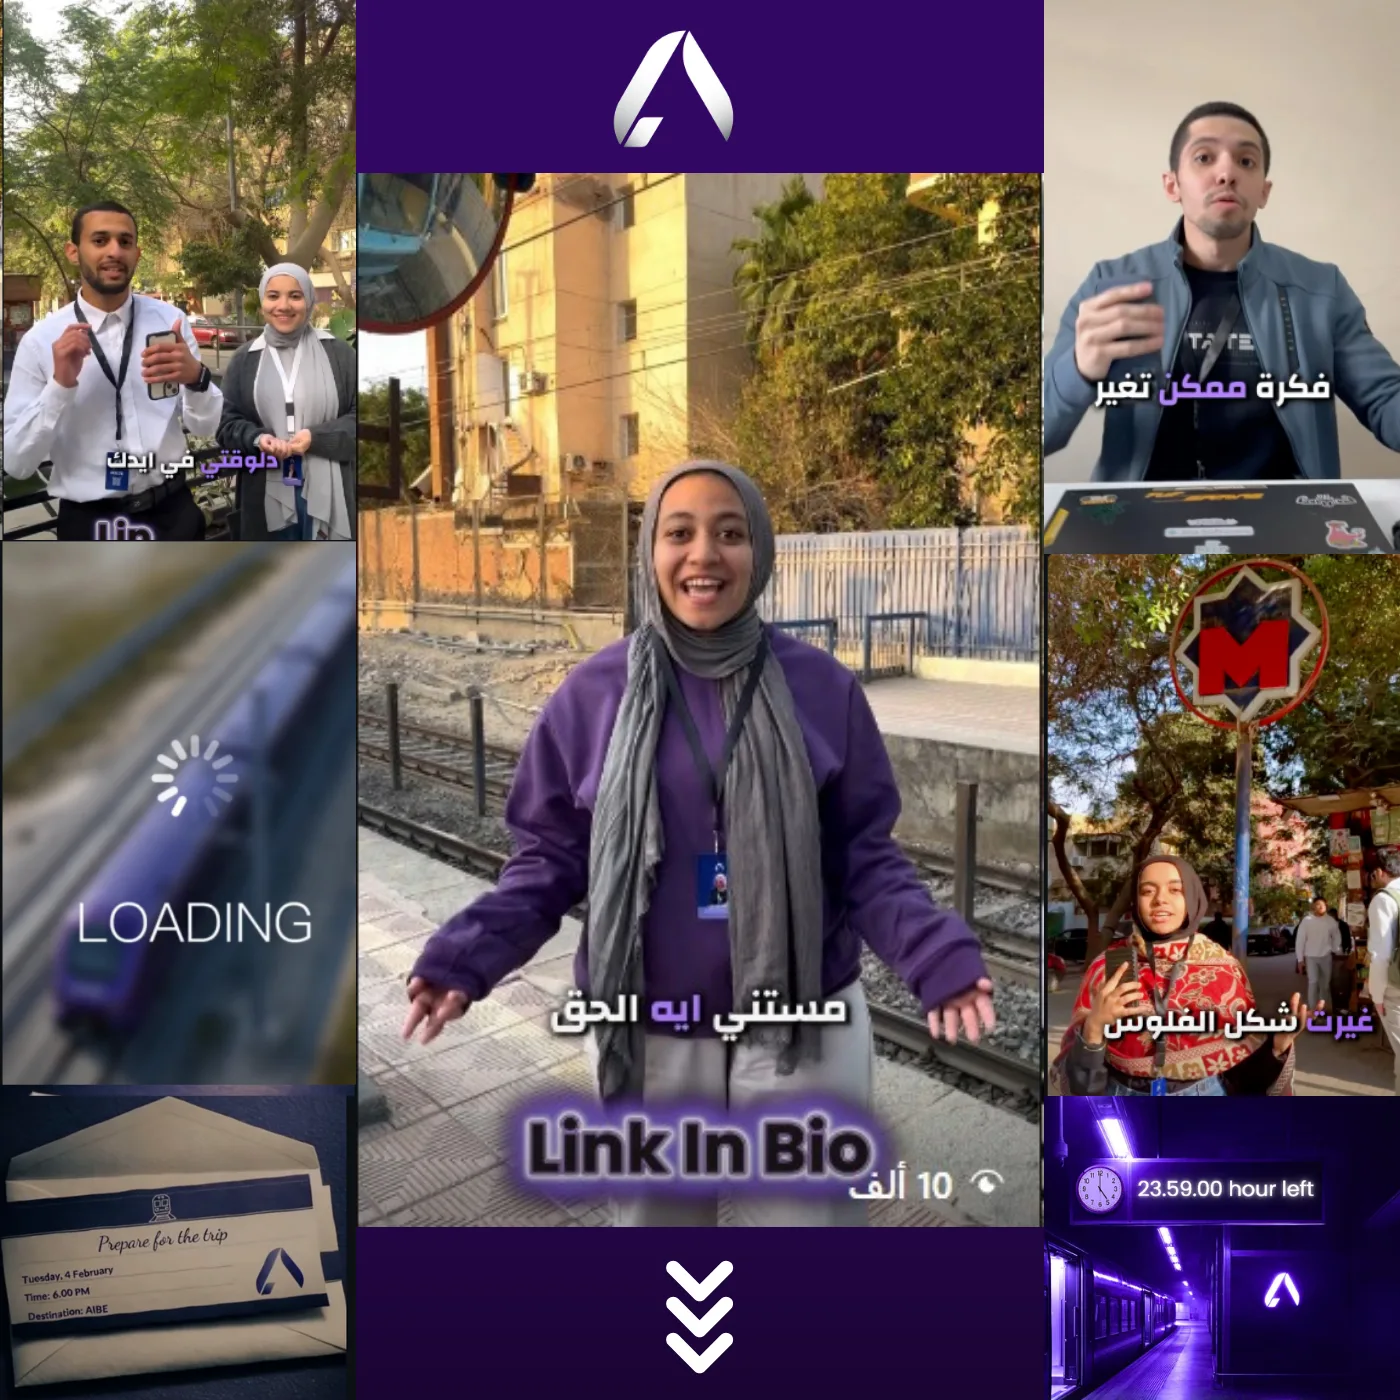 دلوقتي في ايدك
Lin
LOADING
Prepare for the trip
Tuesday, 4 February
Time: 6.00 PM
Destination: AIBE
مستني ايه الحق
Link In Bio
10 ألف
فكرة ممكن تغير
M
غيرت شكل الفلوس
23.59.00 hour left